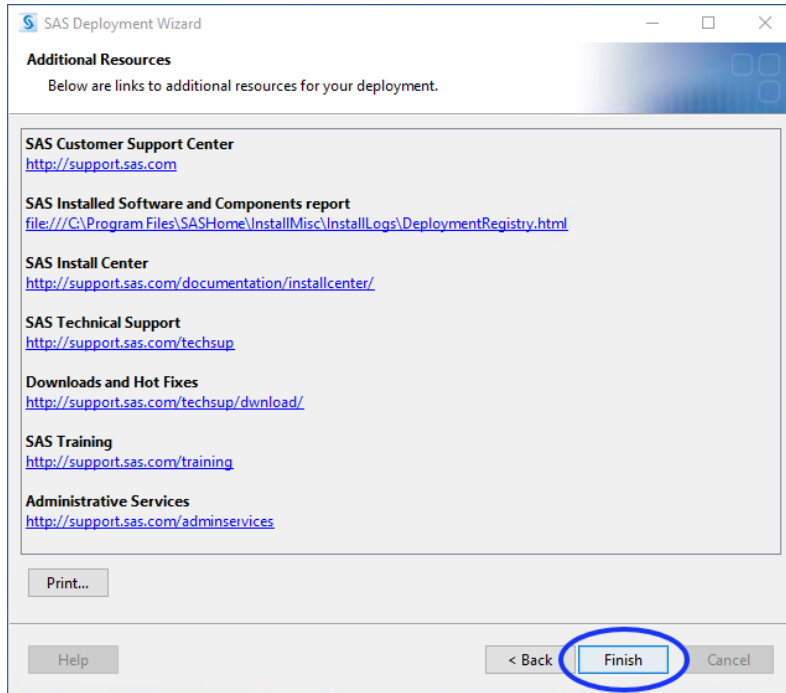 SAS Deployment Wizard
Additional Resources
Below are links to additional resources for your deployment.
SAS Customer Support Center
http://support.sas.com
SAS Installed Software and Components report
file:///C:\Program Files\SASHome\InstallMisc\InstallLogs\DeploymentRegistry.html
SAS Install Center
http://support.sas.com/documentation/installcenter/
SAS Technical Support
http://support.sas.com/techsup
Downloads and Hot Fixes
http://support.sas.com/techsup/dwnload/
SAS Training
http://support.sas.com/training
Administrative Services
http://support.sas.com/adminservices
Print...
Help
< Back
Finish
Cancel